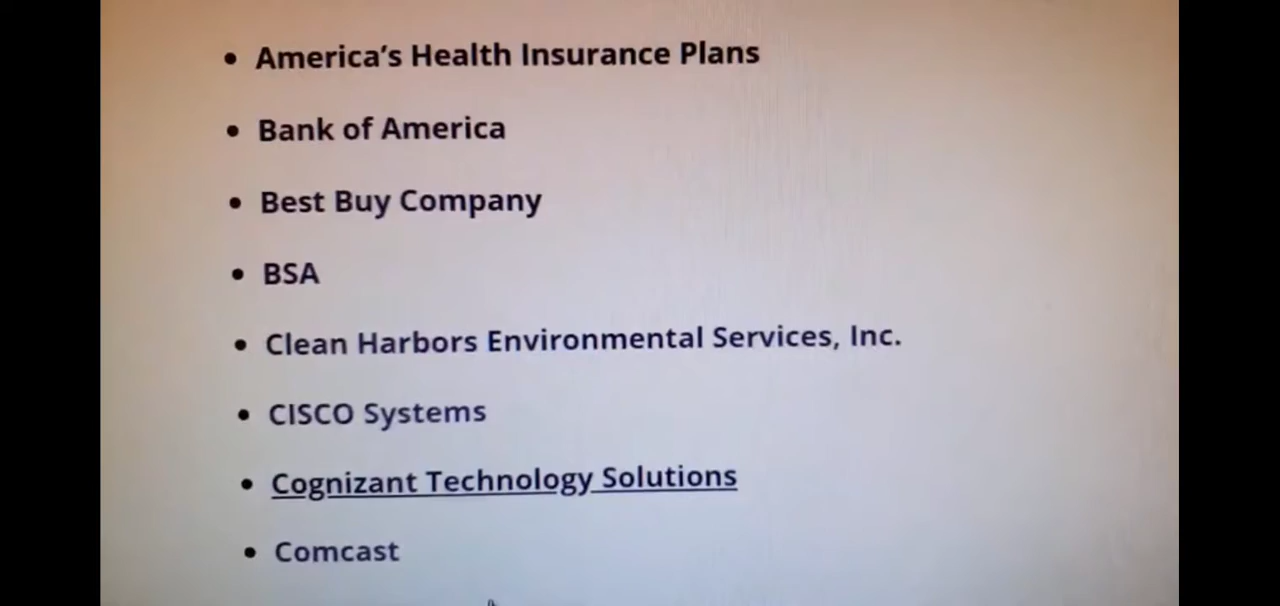 • America's Health Insurance Plans
• Bank of America
• Best Buy Company
• BSA
• Clean Harbors Environmental Services, Inc.
• CISCO Systems
• Cognizant Technology Solutions
• Comcast